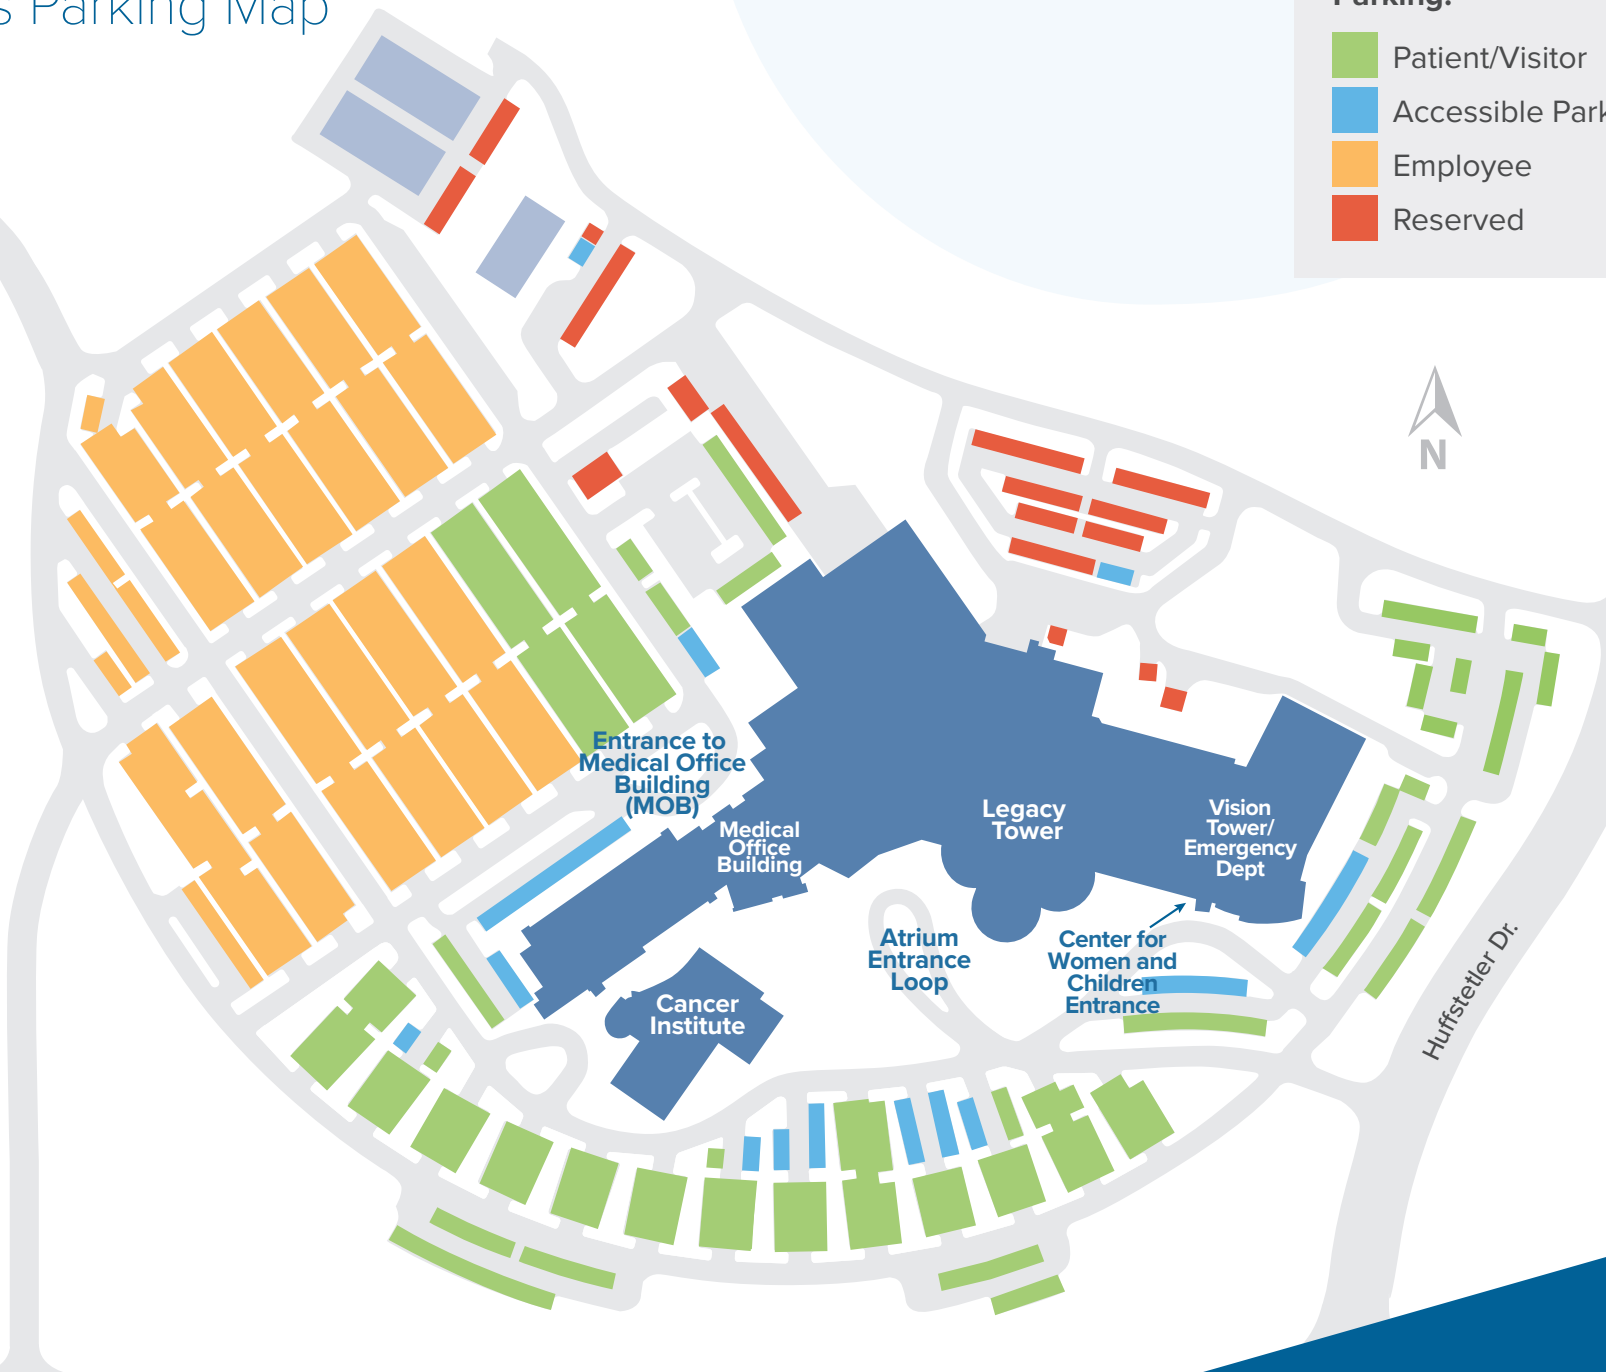 s Parking Map
Parking:
Patient/Visitor
Accessible Park
Employee
Reserved
N
Entrance to
Medical Office
Building
(MOB)
Medical
Office
Building
Legacy
Tower
Vision
Tower/
Emergency
Dept
Atrium
Entrance
Loop
Center for
Women and
Children
Entrance
Cancer
Institute
Huffstetler Dr.